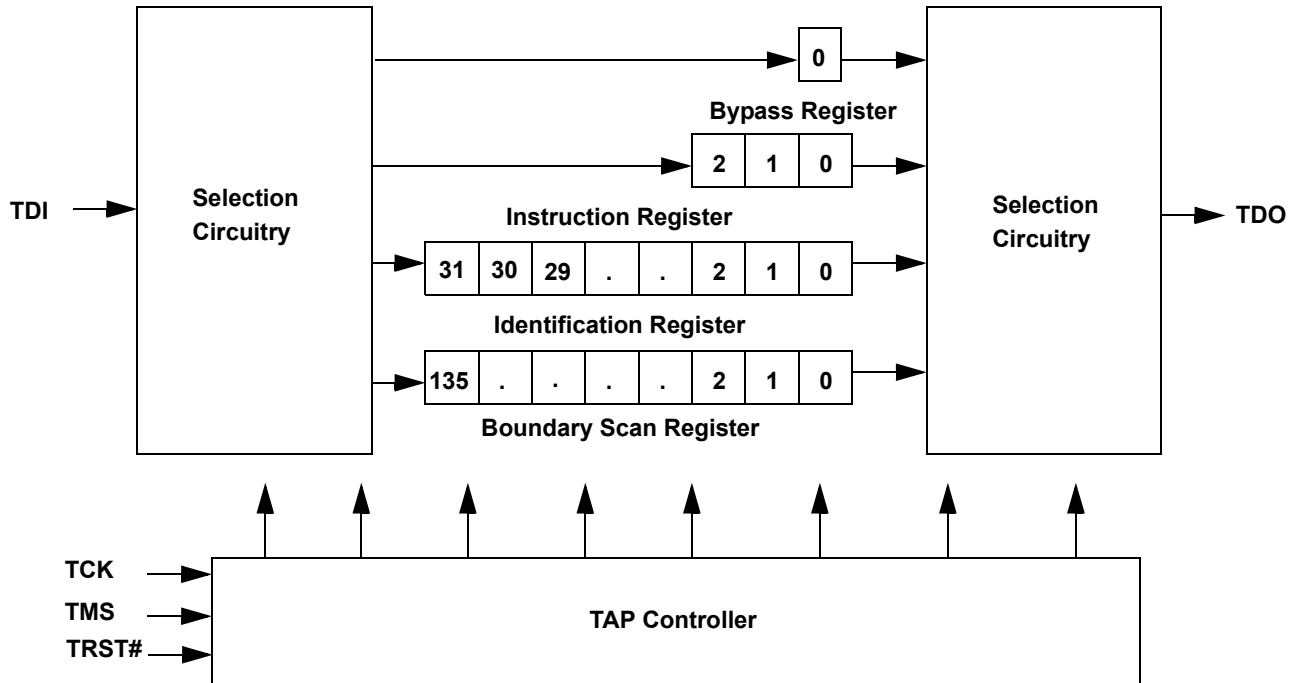 0
Bypass Register
2 1 0
TDI
Selection
Circuitry
Instruction Register
Selection
Circuitry
TDO
31 30 29 . . 2 1 0
Identification Register
135 . . . . 2 1 0
Boundary Scan Register
TCK
TMS
TRST#
TAP Controller